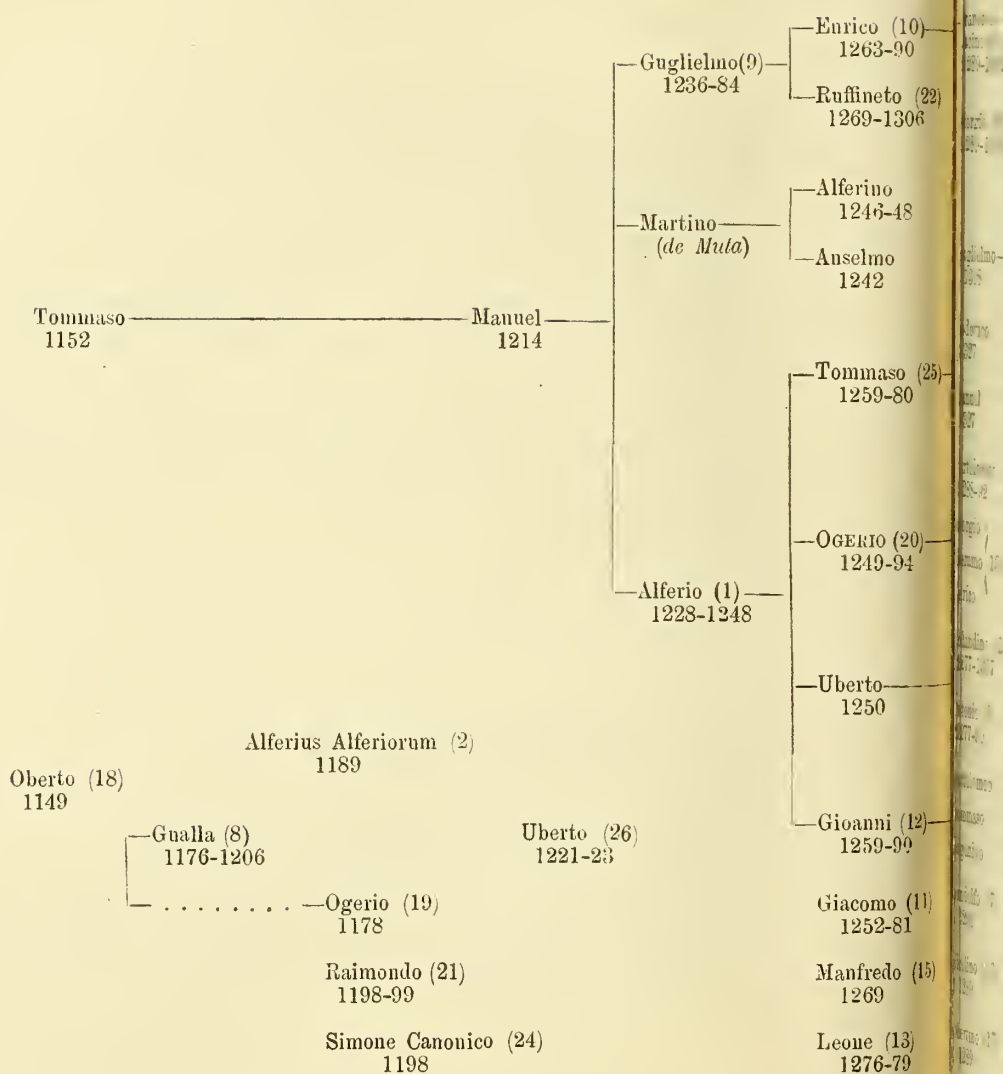 Enrico (10)
1263-90
Guglielmo(9)
1236-84
Ruffineto (22)
1269-1306
Alferino
1246-48
Martino
(de Muta)
Anselmo
1242
Tommaso
1152
Manuel
1214
Tommaso (25)
1259-80
OGERIO (20)
1249-94
Alferio (1)
1228-1248
Uberto
1250
Alferius Alferiorum (2)
1189
Oberto (18)
1149
Gualla (8)
1176-1206
Uberto (26)
1221-23
Gioanni (12)
1259-99
Ogerio (19)
1178
Giacomo (11)
1252-81
Raimondo (21)
1198-99
Manfredo (15)
1269
Simone Canonico (24)
1198
Leone (13)
1276-79